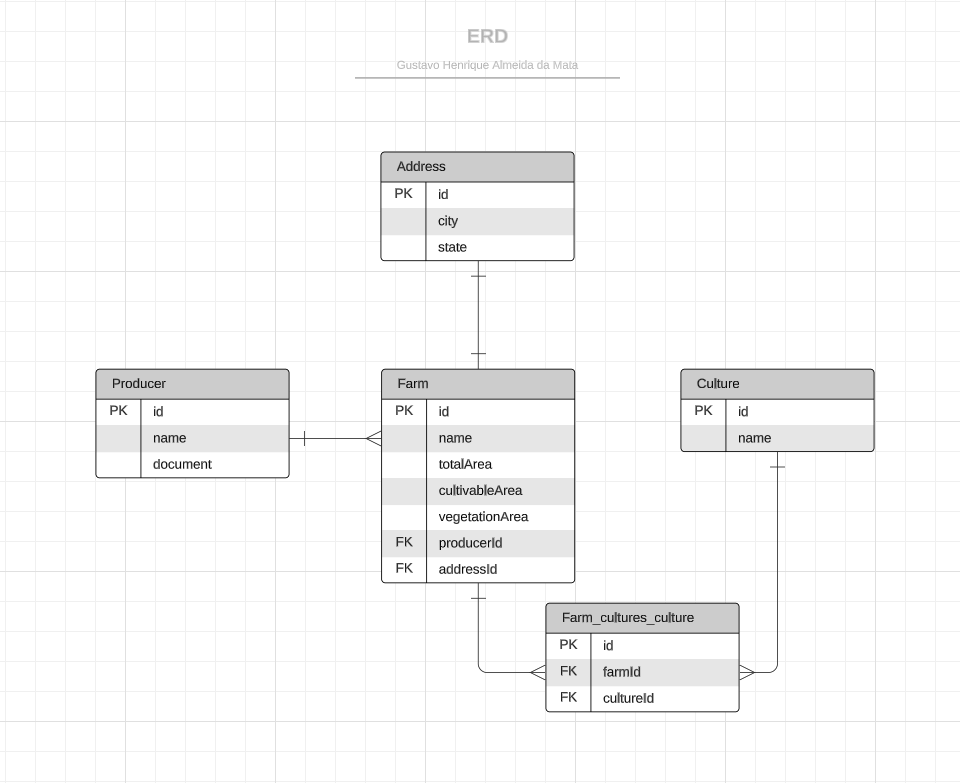 ERD
Gustavo Henrique Almeida da Mata
Address
PK id
city
state
Producer
PK id
name
document
Farm
PK id
name
totalArea
cultivableArea
vegetationArea
FK producerId
FK addressId
Culture
PK id
name
Farm_cultures_culture
PK id
FK farmId
FK cultureId